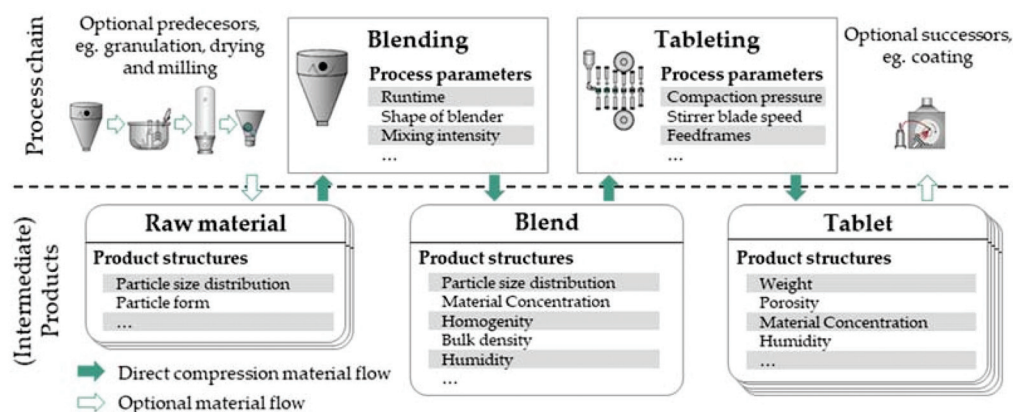 Process chain
Optional predecesors,
eg. granulation, drying
and milling
Blending
Process parameters
Runtime
Shape of blender
Mixing intensity
…
Tableting
Process parameters
Compaction pressure
Stirrer blade speed
Feedframes
…
Optional successors,
eg. coating
(Intermediate)
Products
Raw material
Product structures
Particle size distribution
Particle form
…
Blend
Product structures
Particle size distribution
Material Concentration
Homogenity
Bulk density
Humidity
…
Tablet
Product structures
Weight
Porosity
Material Concentration
Humidity
…
Direct compression material flow
Optional material flow